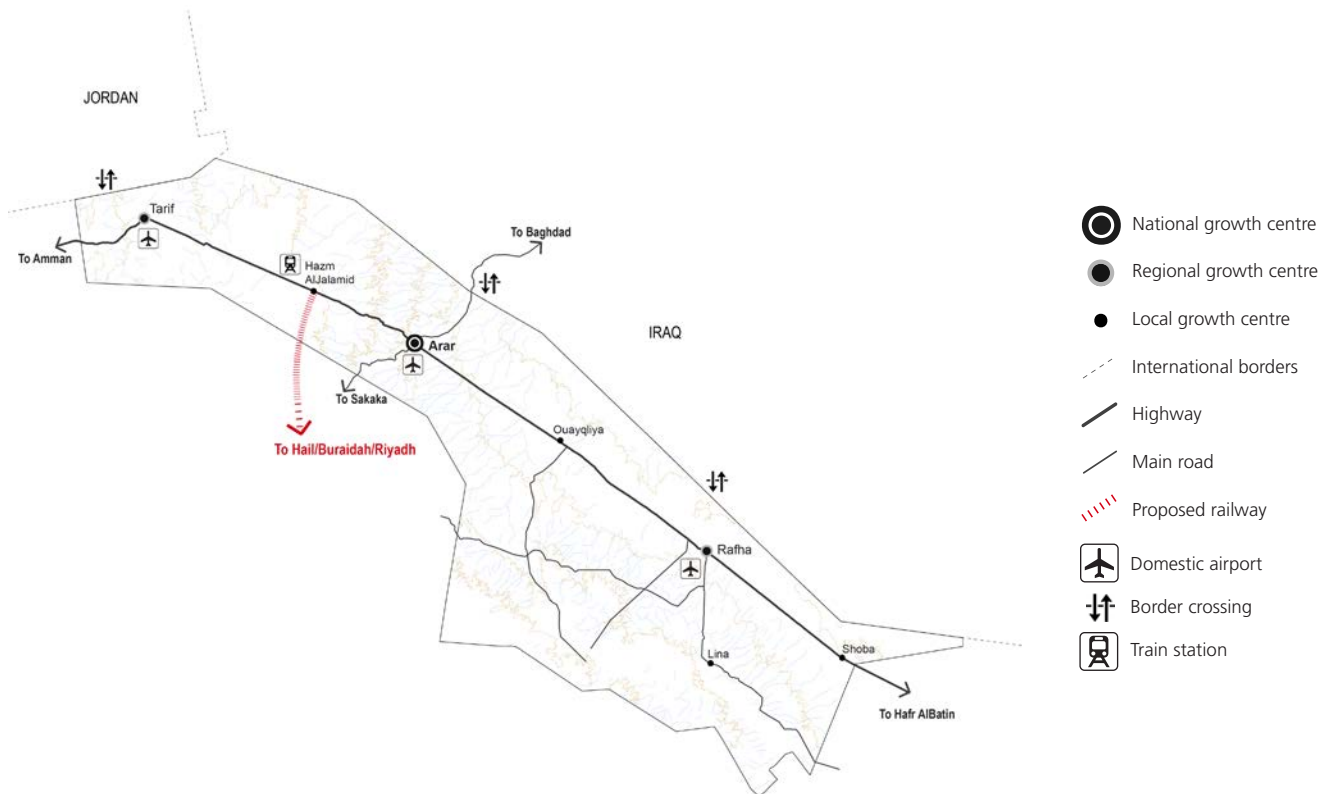 JORDAN
Tarif
To Amman
To Baghdad
Hazm
AlJalamid
IRAQ
Arar
To Sakaka
To Hail/Buraidah/Riyadh
Ouayqliya
Rafha
Lina
Shoba
To Hafr AlBatin
National growth centre
Regional growth centre
Local growth centre
International borders
Highway
Main road
Proposed railway
Domestic airport
Border crossing
Train station